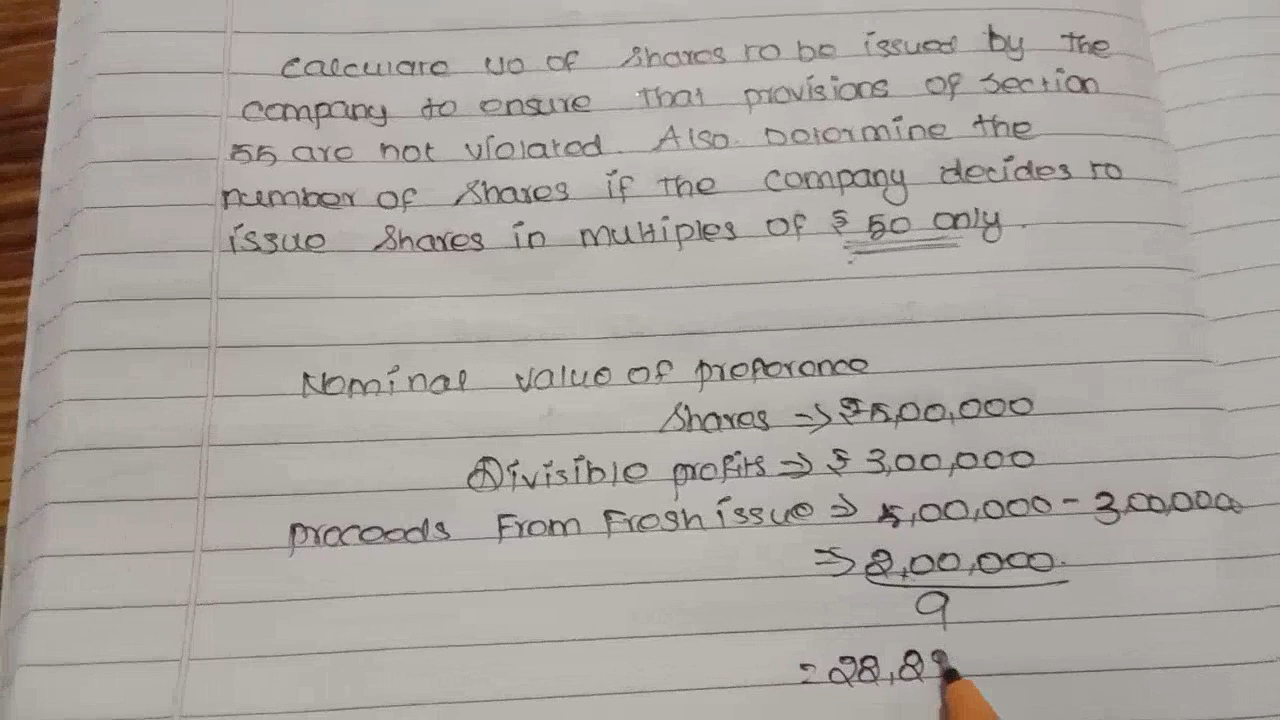 Calculate no of shares to be issued by the
company to ensure that provisions of section
55 are not violated. Also Determine the
number of shares if the company decides to
issue shares in multiples of ₹ 50 only.
Nominal value of preference
shares ⇒ ₹5,00,000
Divisible profits ⇒ ₹ 3,00,000
proceeds From Fresh issue ⇒ 5,00,000 - 3,00,000
⇒ 2,00,000
9
= 22,22